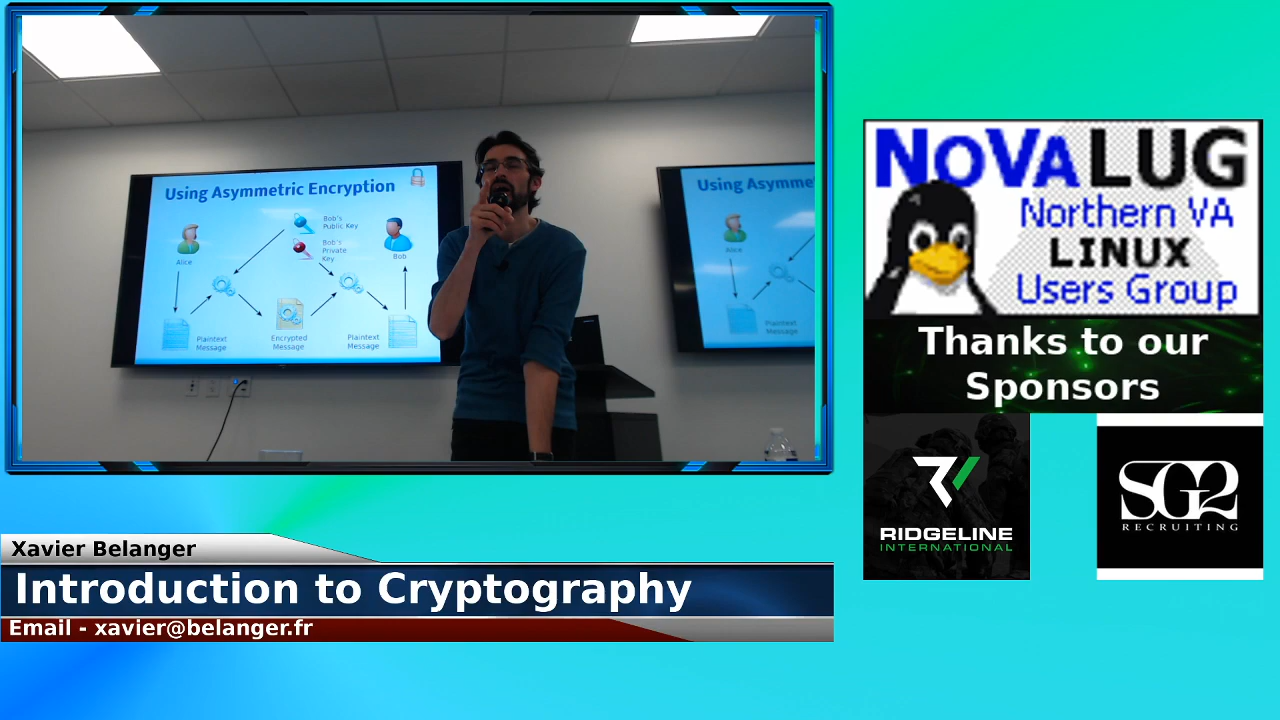 Using Asymmetric Encryption
Bob's
Public Key
Bob's
Private
Key
Alice
Bob
Plaintext
Message
Encrypted
Message
Plaintext
Message
Using Asymme
Alice
Plaintext
Message
NOVALUG
Northern VA
LINUX
Users Group
Thanks to our
Sponsors
RIDGELINE
INTERNATIONAL
SG2
RECRUITING
Xavier Belanger
Introduction to Cryptography
Email - xavier@belanger.fr